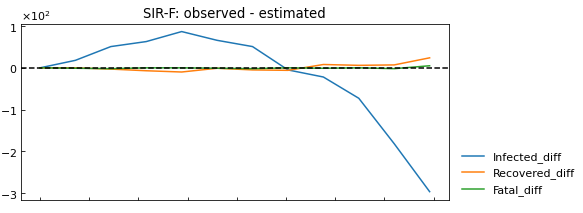 SIR-F: observed - estimated
×10²
1
0
−1
−2
−3
Infected_diff
Recovered_diff
Fatal_diff